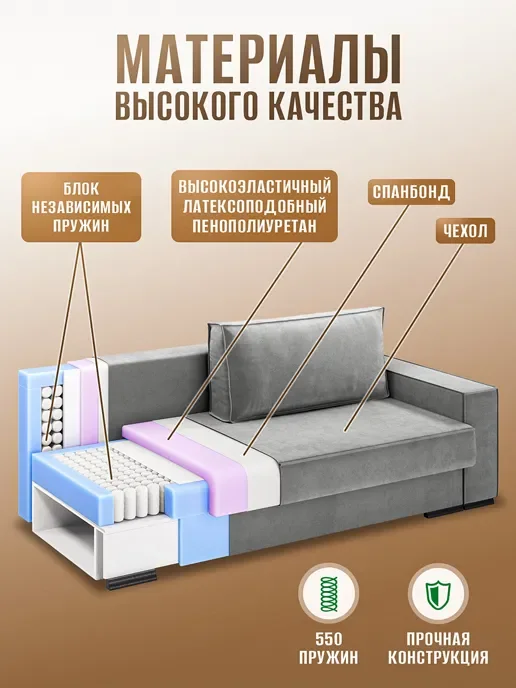 МАТЕРИАЛЫ
ВЫСОКОГО КАЧЕСТВА
БЛОК
НЕЗАВИСИМЫХ
ПРУЖИН
ВЫСОКОЭЛАСТИЧНЫЙ
ЛАТЕКСОПОДОБНЫЙ
ПЕНОПОЛИУРЕТАН
СПАНБОНД
ЧЕХОЛ
550
ПРУЖИН
ПРОЧНАЯ
КОНСТРУКЦИЯ